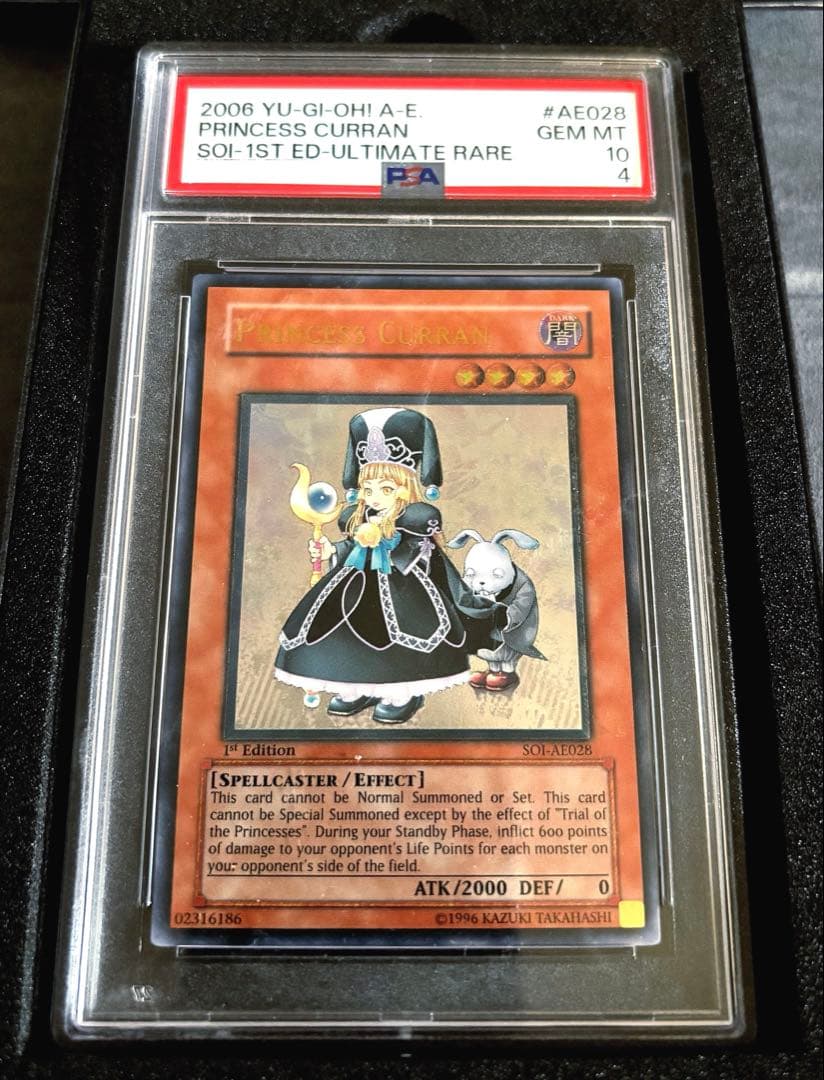 2006 YU-GI-OH! A-E. #AE028
PRINCESS CURRAN GEM MT
SOI-1ST ED-ULTIMATE RARE 10
PSA 4
PRINCESS CURRAN
DARK
闇
1st Edition SOI-AE028
[SPELLCASTER / EFFECT]
This card cannot be Normal Summoned or Set. This card
cannot be Special Summoned except by the effect of "Trial of
the Princesses". During your Standby Phase, inflict 600 points
of damage to your opponent's Life Points for each monster on
your opponent's side of the field.
ATK/2000 DEF/ 0
02316186 ©1996 KAZUKI TAKAHASHI